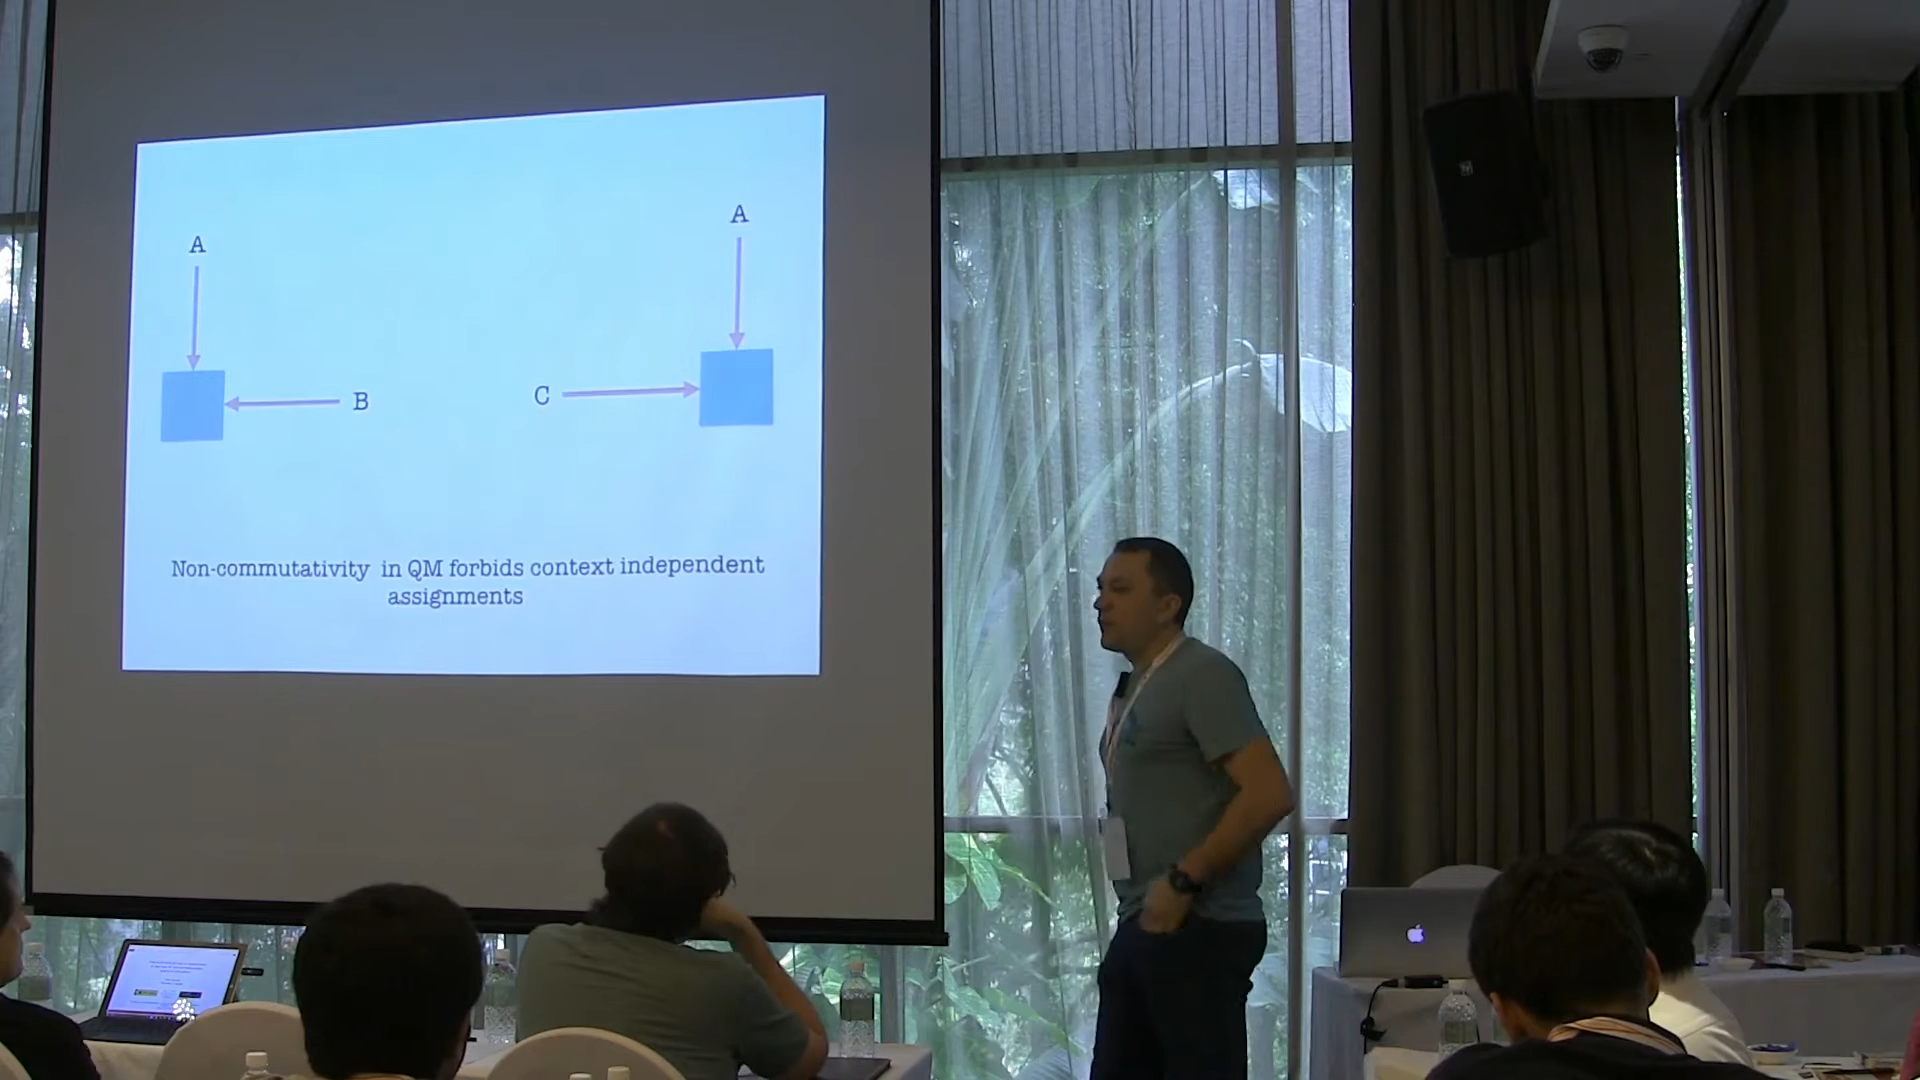 A
A
B
C
Non-commutativity in QM forbids context independent
assignments